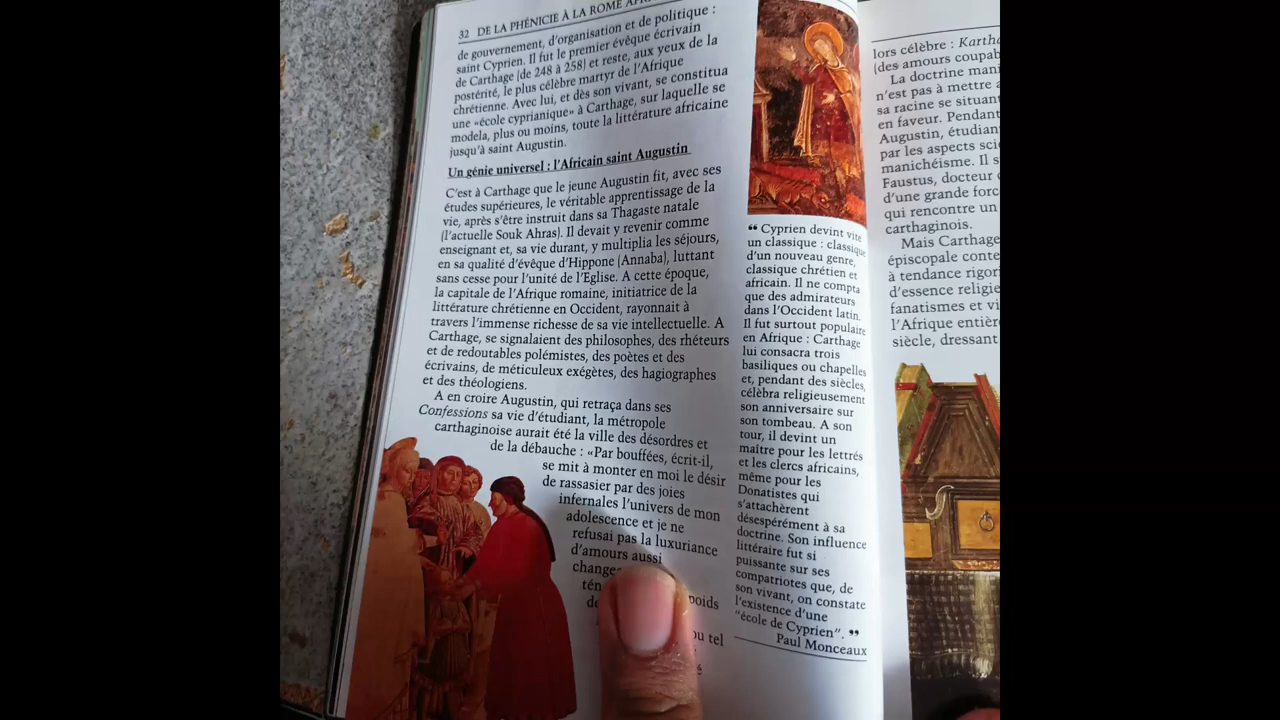 32 DE LA PHÉNICIE À LA ROME
de gouvernement, d'organisation et de politique :
saint Cyprien. Il fut le premier évêque écrivain
de Carthage (de 248 à 258) et reste, aux yeux de la
postérité, le plus célèbre martyr de l'Afrique
chrétienne. Avec lui, et dès son vivant, se constitua
une «école cyprianique» à Carthage, sur laquelle se
modela, plus ou moins, toute la littérature africaine
jusqu'à saint Augustin.
Un génie universel : l'Africain saint Augustin
C'est à Carthage que le jeune Augustin fit, avec ses
études supérieures, le véritable apprentissage de la
vie, après s'être instruit dans sa Thagaste natale
(l'actuelle Souk Ahras). Il devait y revenir comme
enseignant et, sa vie durant, y multiplia les séjours,
en sa qualité d'évêque d'Hippone (Annaba), luttant
sans cesse pour l'unité de l'Eglise. A cette époque,
la capitale de l'Afrique romaine, initiatrice de la
littérature chrétienne en Occident, rayonnait à
travers l'immense richesse de sa vie intellectuelle. A
Carthage, se signalaient des philosophes, des rhéteurs
et de redoutables polémistes, des poètes et des
écrivains, de méticuleux exégètes, des hagiographes
et des théologiens.
A en croire Augustin, qui retraça dans ses
Confessions sa vie d'étudiant, la métropole
carthaginoise aurait été la ville des désordres et
de la débauche : «Par bouffées, écrit-il,
se mit à monter en moi le désir
de rassasier par des joies
infernales l'univers de mon
adolescence et je ne
refusai pas la luxuriance
d'amours aussi
poids
tel
❝ Cyprien devint vite
un classique : classique
d'un nouveau genre,
classique chrétien et
africain. Il ne compta
que des admirateurs
dans l'Occident latin.
Il fut surtout populaire
en Afrique : Carthage
lui consacra trois
basiliques ou chapelles
et, pendant des siècles,
célébra religieusement
son anniversaire sur
son tombeau. A son
tour, il devint un
maître pour les lettrés
et les clercs africains,
même pour les
Donatistes qui
s'attachèrent
désespérément à sa
doctrine. Son influence
littéraire fut si
puissante sur ses
compatriotes que, de
son vivant, on constate
l'existence d'une
"école de Cyprien". ❞
Paul Monceaux
lors célèbre :
(des amours
La doctrine
n'est pas à mettre
sa racine se
en faveur.
Augustin,
par les aspects
manichéisme. Il
Faustus, docteur
d'une grande
qui rencontre un
carthaginois.
Mais Carthage
épiscopale
à tendance
d'essence
fanatismes et
l'Afrique
siècle, dressant